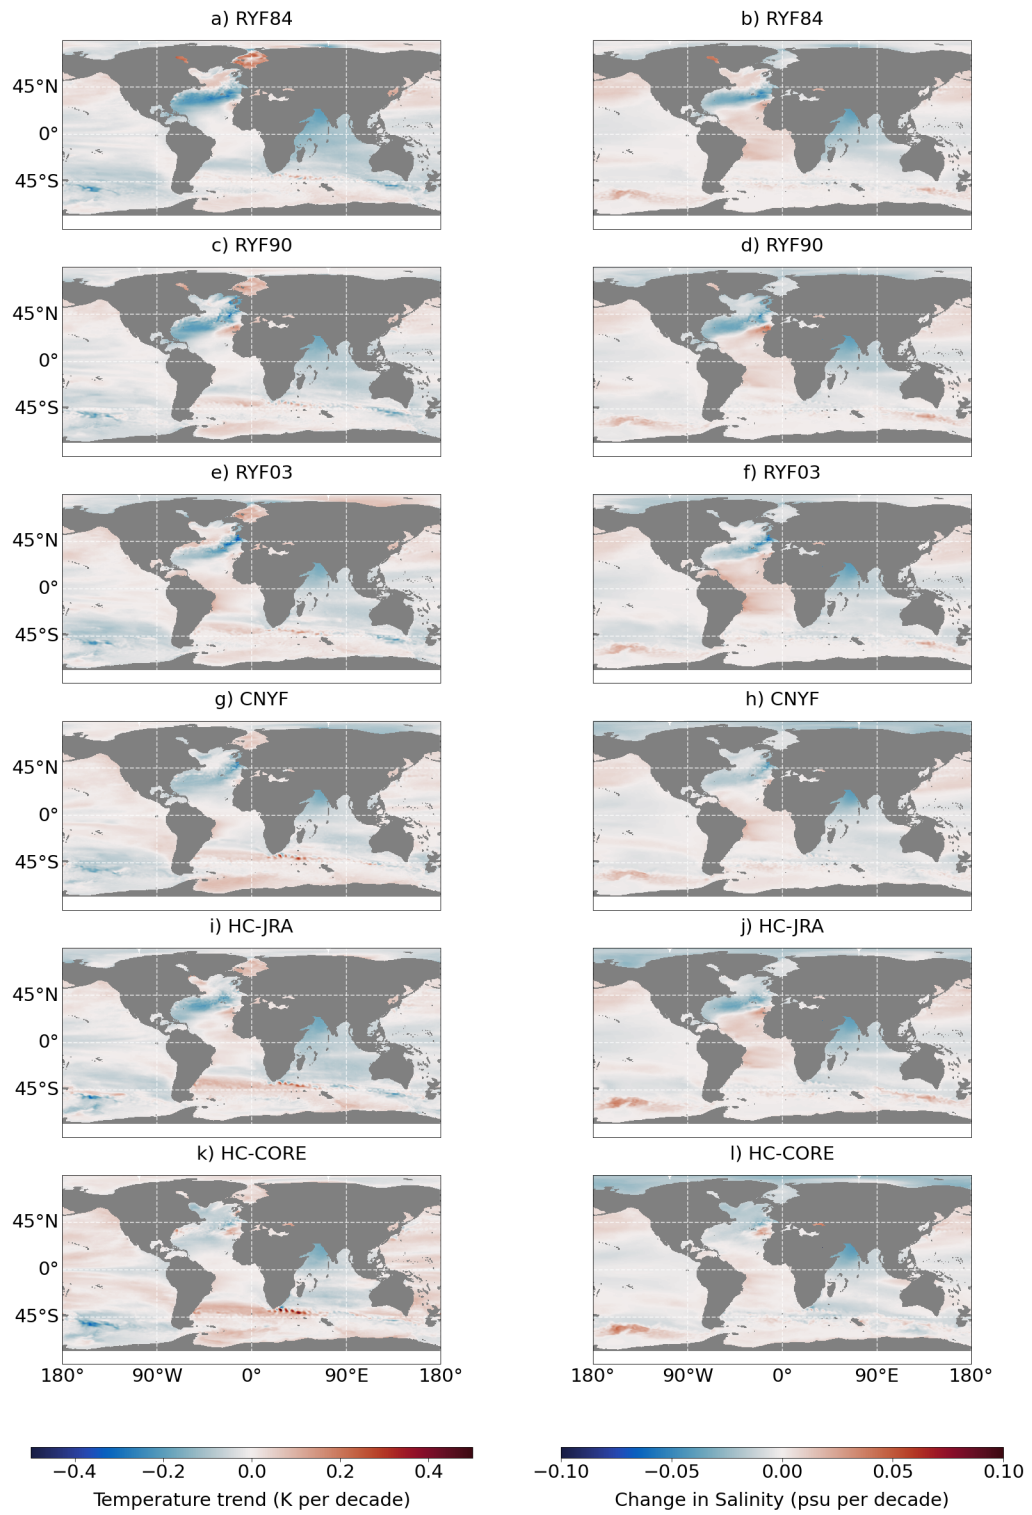 a) RYF84
b) RYF84
45°N
0°
45°S
c) RYF90
d) RYF90
45°N
0°
45°S
e) RYF03
f) RYF03
45°N
0°
45°S
g) CNYF
h) CNYF
45°N
0°
45°S
i) HC-JRA
j) HC-JRA
45°N
0°
45°S
k) HC-CORE
l) HC-CORE
45°N
0°
45°S
180° 90°W 0° 90°E 180°
180° 90°W 0° 90°E 180°
−0.4 −0.2 0.0 0.2 0.4
−0.10 −0.05 0.00 0.05 0.10
Temperature trend (K per decade)
Change in Salinity (psu per decade)